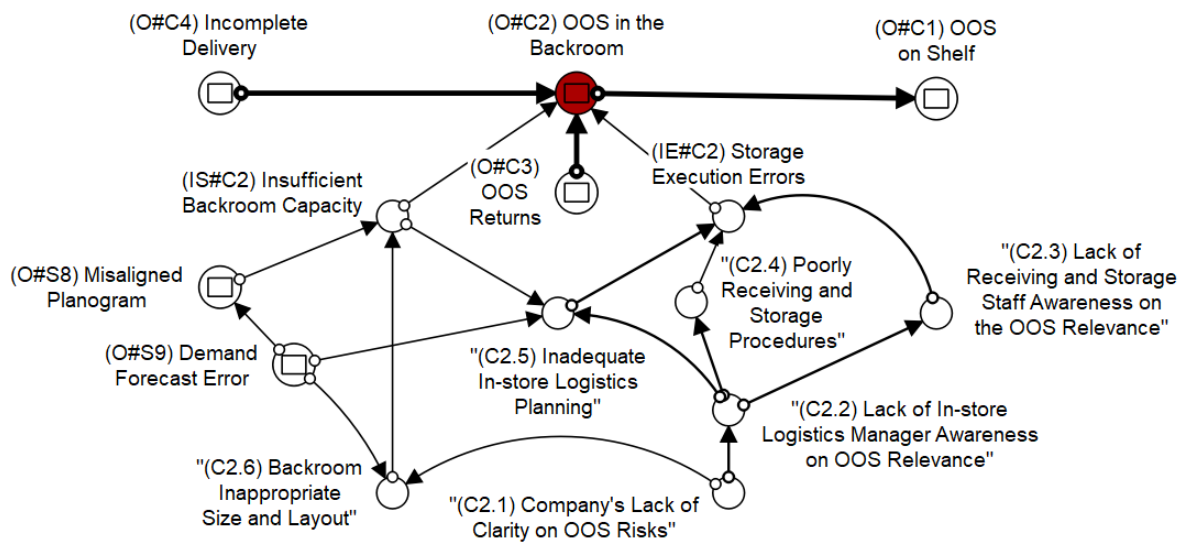 (O#C4) Incomplete
Delivery
(O#C2) OOS in the
Backroom
(O#C1) OOS
on Shelf
(IS#C2) Insufficient
Backroom Capacity
(O#C3)
OOS
Returns
(IE#C2) Storage
Execution Errors
(O#S8) Misaligned
Planogram
"(C2.4) Poorly
Receiving and
Storage
Procedures"
"(C2.3) Lack of
Receiving and Storage
Staff Awareness on
the OOS Relevance"
(O#S9) Demand
Forecast Error
"(C2.5) Inadequate
In-store Logistics
Planning"
"(C2.2) Lack of In-store
Logistics Manager Awareness
on OOS Relevance"
"(C2.6) Backroom
Inappropriate
Size and Layout"
"(C2.1) Company's Lack of
Clarity on OOS Risks"